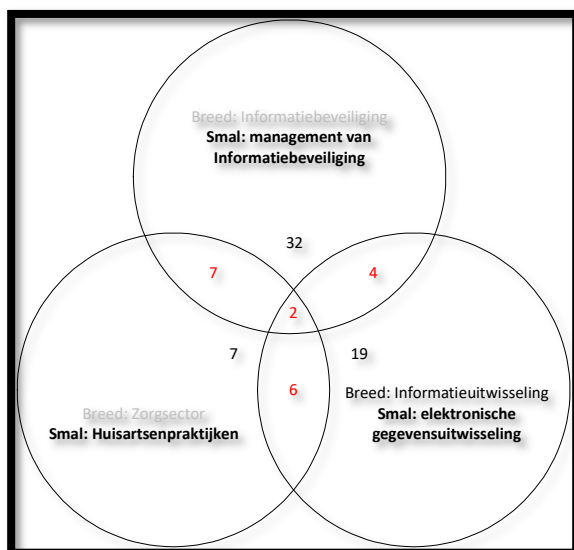 Breed: Informatiebeveiliging
Smal: management van
Informatiebeveiliging
32
7
4
2
7
19
6
Breed: Informatieuitwisseling
Smal: elektronische
gegevensuitwisseling
Breed: Zorgsector
Smal: Huisartsenpraktijken